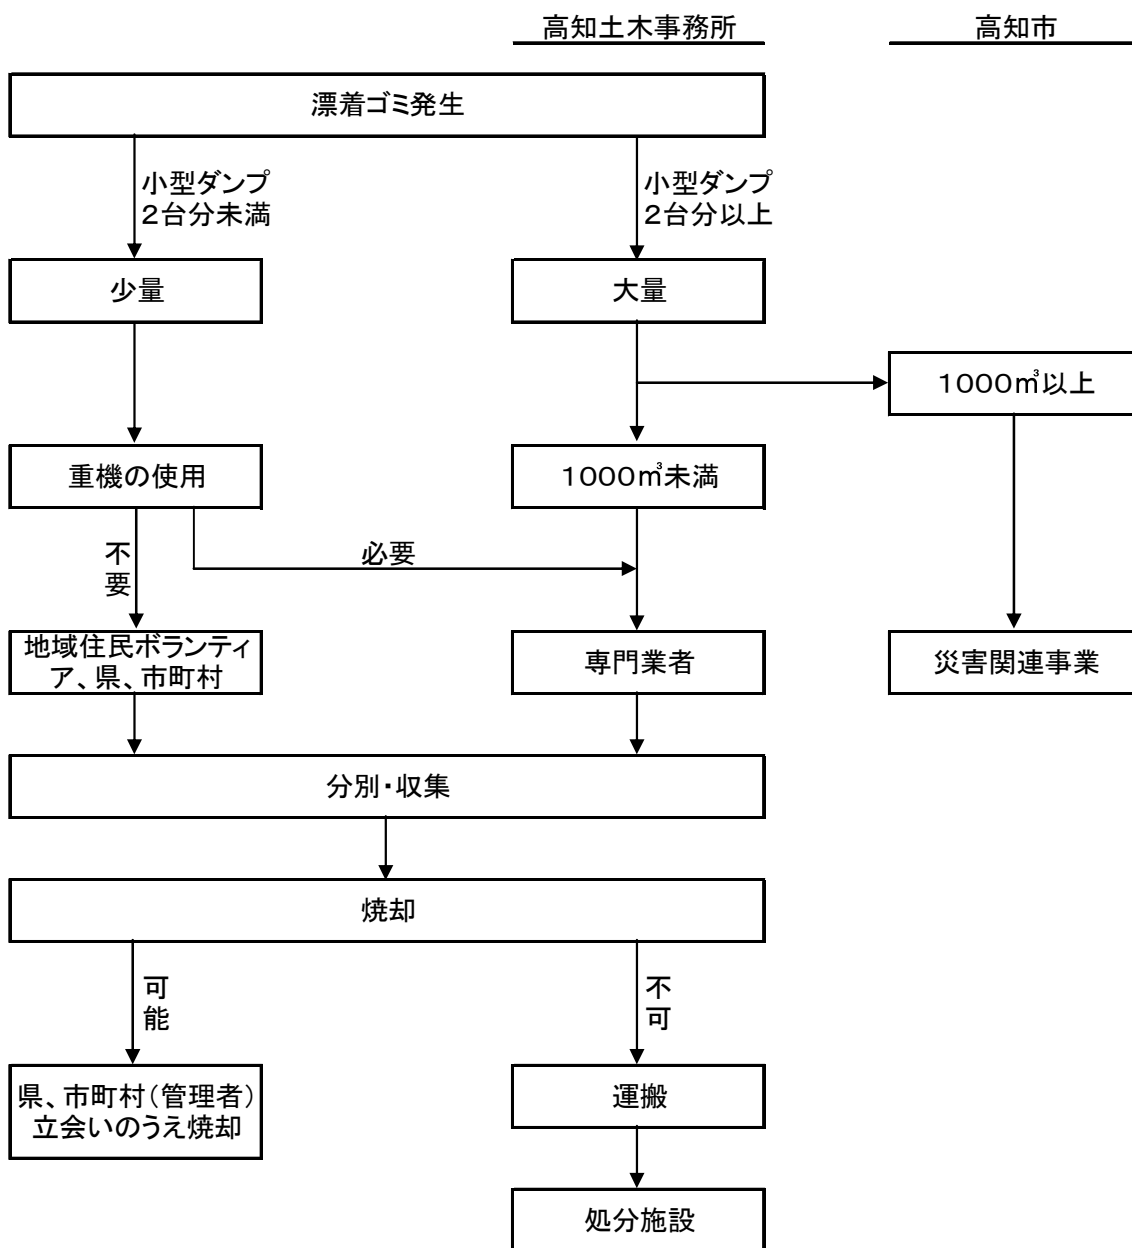 高知土木事務所
高知市
漂着ゴミ発生
小型ダンプ
２台分未満
小型ダンプ
２台分以上
少量
大量
１０００㎥以上
重機の使用
１０００㎥未満
不
要
必要
地域住民ボランティ
ア、県、市町村
専門業者
災害関連事業
分別・収集
焼却
可
能
不
可
県、市町村（管理者）
立会いのうえ焼却
運搬
処分施設